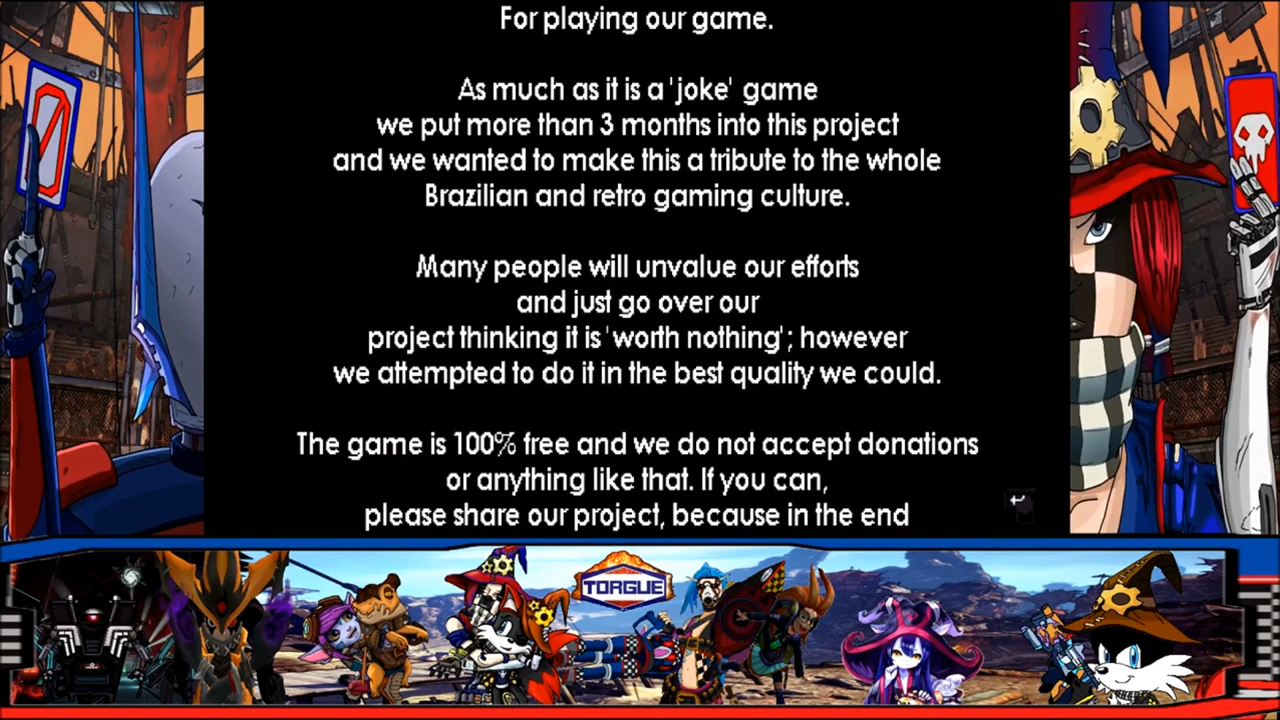 For playing our game.
As much as it is a 'joke' game
we put more than 3 months into this project
and we wanted to make this a tribute to the whole
Brazilian and retro gaming culture.
Many people will unvalue our efforts
and just go over our
project thinking it is 'worth nothing'; however
we attempted to do it in the best quality we could.
The game is 100% free and we do not accept donations
or anything like that. If you can,
please share our project, because in the end
TORGUE